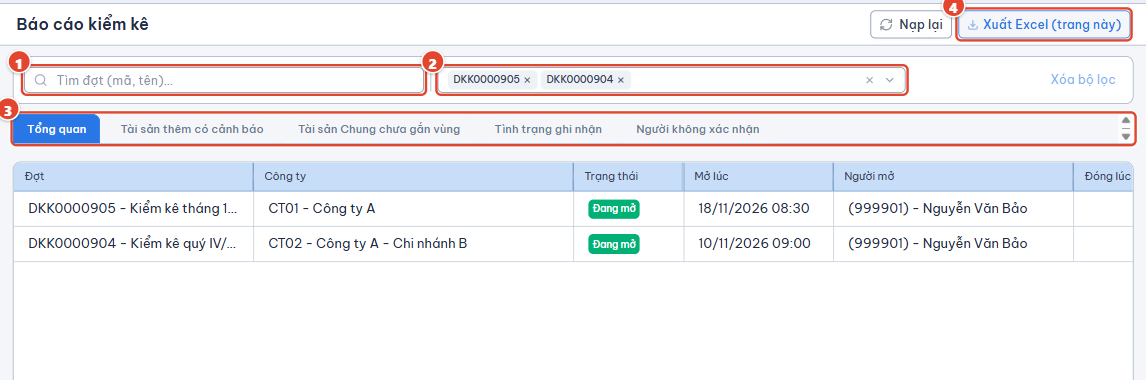 Báo cáo kiểm kê
Nạp lại
4
Xuất Excel (trang này)
1
Tìm đợt (mã, tên)...
2
DKK0000905 × DKK0000904 ×
Xóa bộ lọc
3
Tổng quan Tài sản thêm có cảnh báo Tài sản Chung chưa gắn vùng Tình trạng ghi nhận Người không xác nhận
Đợt Công ty Trạng thái Mở lúc Người mở Đóng lúc
DKK0000905 - Kiểm kê tháng 1... CT01 - Công ty A Đang mở 18/11/2026 08:30 (999901) - Nguyễn Văn Bảo
DKK0000904 - Kiểm kê quý IV/... CT02 - Công ty A - Chi nhánh B Đang mở 10/11/2026 09:00 (999901) - Nguyễn Văn Bảo